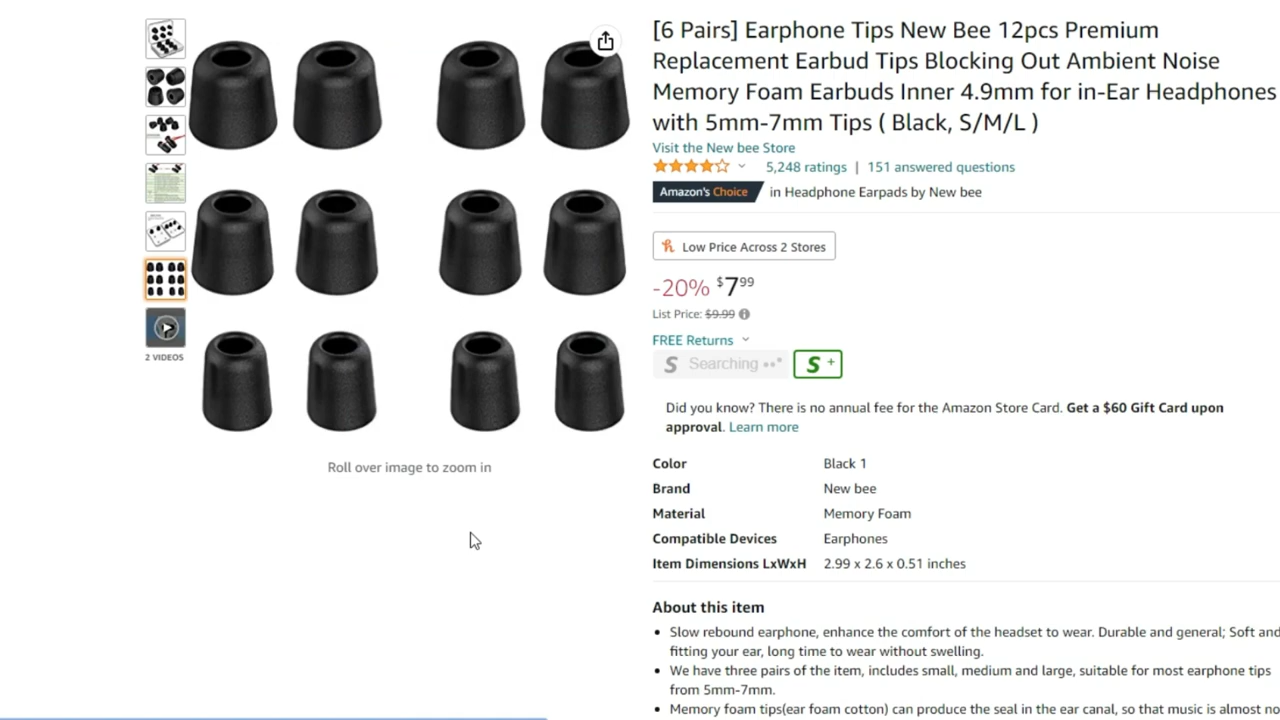 [6 Pairs] Earphone Tips New Bee 12pcs Premium
Replacement Earbud Tips Blocking Out Ambient Noise
Memory Foam Earbuds Inner 4.9mm for in-Ear Headphones
with 5mm-7mm Tips ( Black, S/M/L )
Visit the New bee Store
5,248 ratings | 151 answered questions
Amazon's Choice in Headphone Earpads by New bee
Low Price Across 2 Stores
-20% $7 99
List Price: $9.99
FREE Returns
S Searching S +
Did you know? There is no annual fee for the Amazon Store Card. Get a $60 Gift Card upon
approval. Learn more
Color Black 1
Brand New bee
Material Memory Foam
Compatible Devices Earphones
Item Dimensions LxWxH 2.99 x 2.6 x 0.51 inches
About this item
• Slow rebound earphone, enhance the comfort of the headset to wear. Durable and general; Soft and
fitting your ear, long time to wear without swelling.
• We have three pairs of the item, includes small, medium and large, suitable for most earphone tips
from 5mm-7mm.
• Memory foam tips(ear foam cotton) can produce the seal in the ear canal, so that music is almost no
2 VIDEOS
Roll over image to zoom in